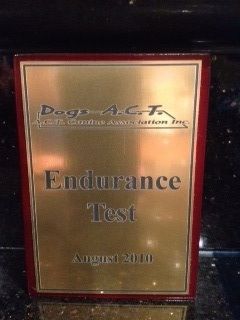 Dogs A.C.T.
A.C.T. Canine Association Inc.
Endurance
Test
August 2010